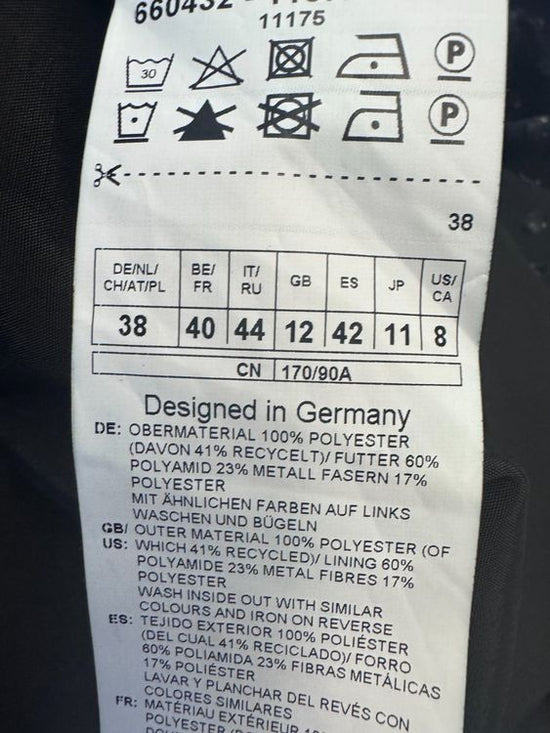 660432
11175
30
P
P
38
DE/NL/ CH/AT/PL BE/ FR IT/ RU GB ES JP US/ CA
38 40 44 12 42 11 8
CN 170/90A
Designed in Germany
DE: OBERMATERIAL 100% POLYESTER
(DAVON 41% RECYCELT)/ FUTTER 60%
POLYAMID 23% METALL FASERN 17%
POLYESTER
MIT ÄHNLICHEN FARBEN AUF LINKS
WASCHEN UND BÜGELN
GB/ OUTER MATERIAL 100% POLYESTER (OF
US: WHICH 41% RECYCLED)/ LINING 60%
POLYAMIDE 23% METAL FIBRES 17%
POLYESTER
WASH INSIDE OUT WITH SIMILAR
COLOURS AND IRON ON REVERSE
ES: TEJIDO EXTERIOR 100% POLIÉSTER
(DEL CUAL 41% RECICLADO)/ FORRO
60% POLIAMIDA 23% FIBRAS METÁLICAS
17% POLIÉSTER
LAVAR Y PLANCHAR DEL REVÉS CON
COLORES SIMILARES
FR: MATÉRIAU EXTÉRIEUR
POLYESTER